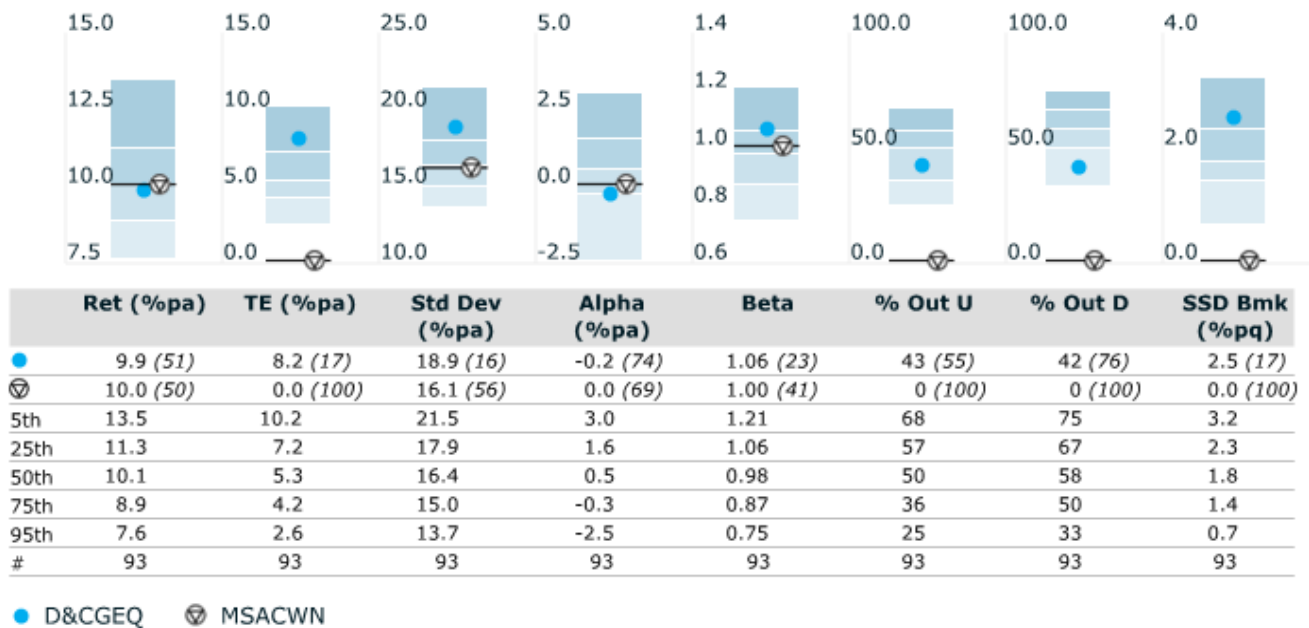 15.0 15.0 25.0 5.0 1.4 100.0 100.0 4.0
1.2
12.5 10.0 20.0 2.5
1.0 50.0 50.0 2.0
10.0 5.0 15.0 0.0
0.8
7.5 0.0 10.0 -2.5 0.6 0.0 0.0 0.0
Ret (%pa) TE (%pa) Std Dev (%pa) Alpha (%pa) Beta % Out U % Out D SSD Bmk (%pq)
9.9 (51) 8.2 (17) 18.9 (16) -0.2 (74) 1.06 (23) 43 (55) 42 (76) 2.5 (17)
10.0 (50) 0.0 (100) 16.1 (56) 0.0 (69) 1.00 (41) 0 (100) 0 (100) 0.0 (100)
5th 13.5 10.2 21.5 3.0 1.21 68 75 3.2
25th 11.3 7.2 17.9 1.6 1.06 57 67 2.3
50th 10.1 5.3 16.4 0.5 0.98 50 58 1.8
75th 8.9 4.2 15.0 -0.3 0.87 36 50 1.4
95th 7.6 2.6 13.7 -2.5 0.75 25 33 0.7
# 93 93 93 93 93 93 93 93
D&CGEQ MSACWN